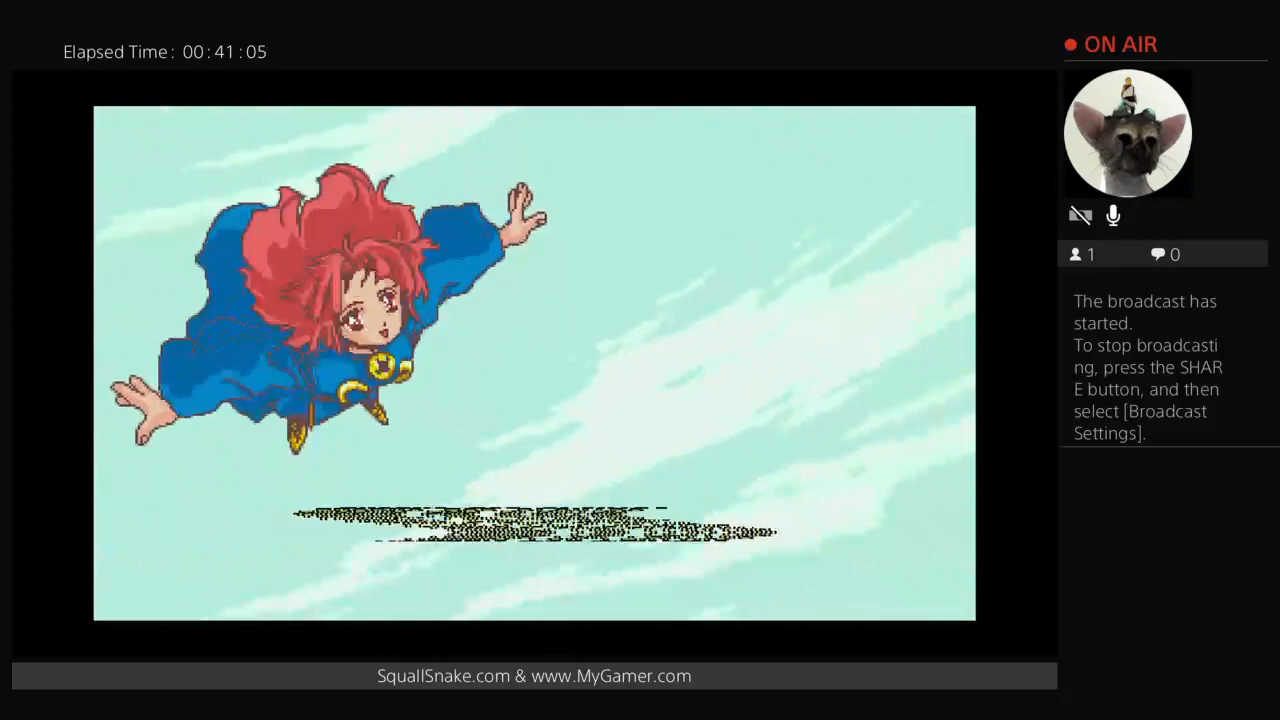 Elapsed Time: 00:41:05
ON AIR
1 0
The broadcast has
started.
To stop broadcasti
ng, press the SHAR
E button, and then
select [Broadcast
Settings].
SquallSnake.com & www.MyGamer.com